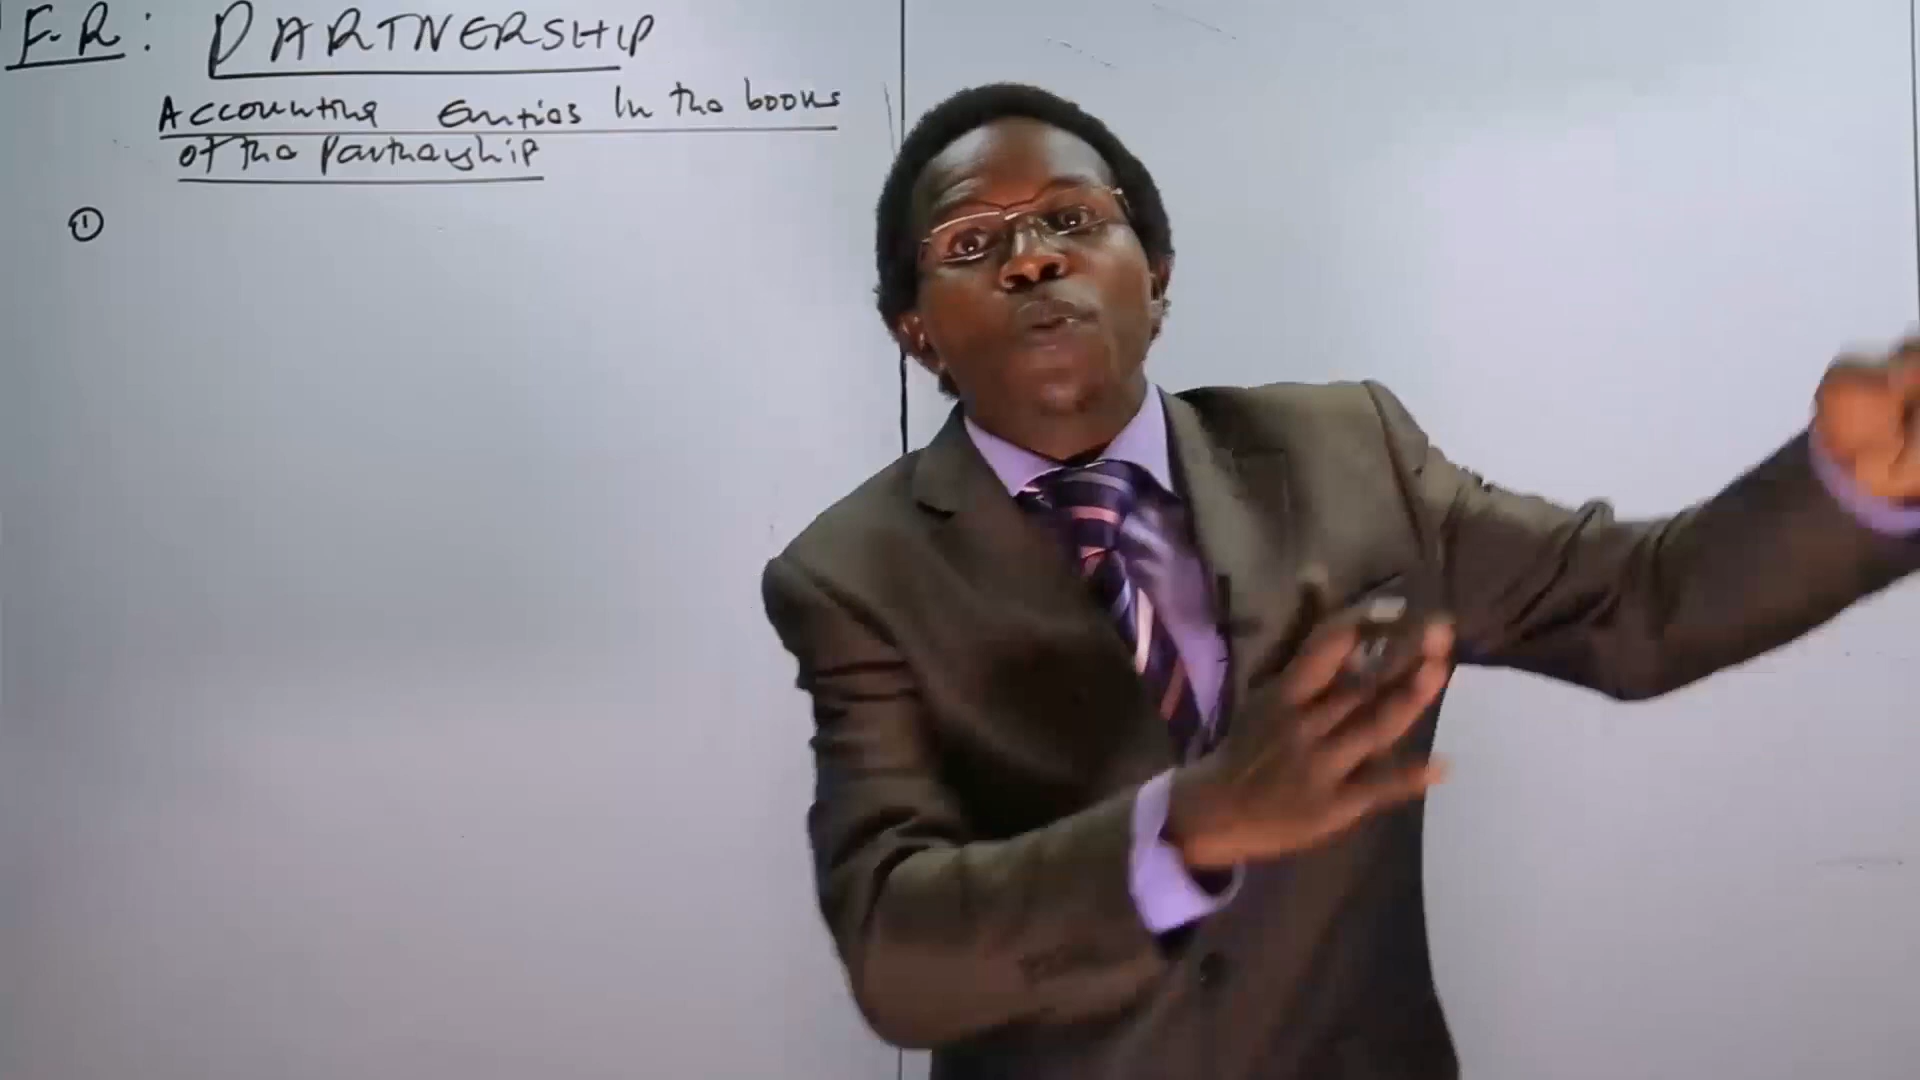 F.R: PARTNERSHIP
Accounting Entries In the books
of the Partnership
①